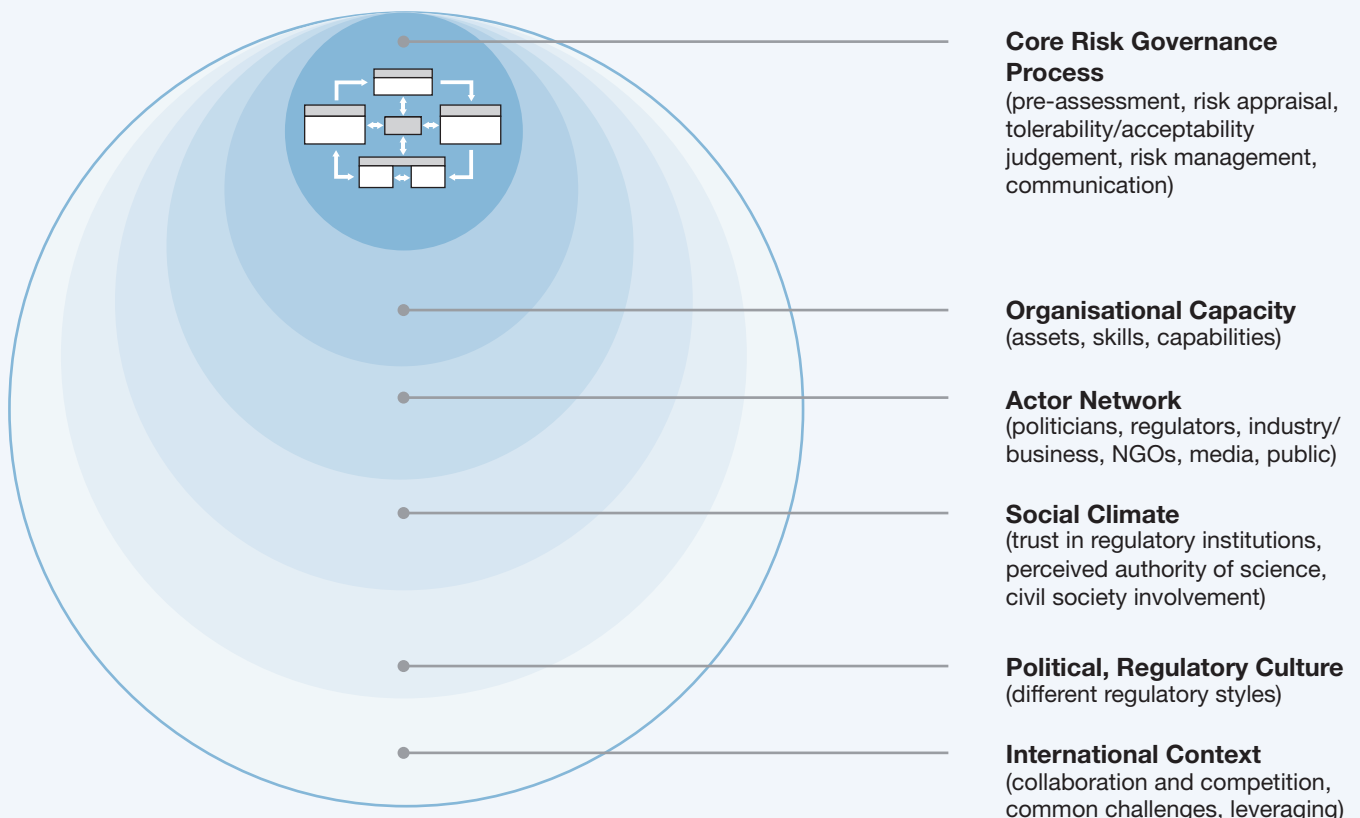 Core Risk Governance
Process
(pre-assessment, risk appraisal,
tolerability/acceptability
judgement, risk management,
communication)
Organisational Capacity
(assets, skills, capabilities)
Actor Network
(politicians, regulators, industry/
business, NGOs, media, public)
Social Climate
(trust in regulatory institutions,
perceived authority of science,
civil society involvement)
Political, Regulatory Culture
(different regulatory styles)
International Context
(collaboration and competition,
common challenges, leveraging)